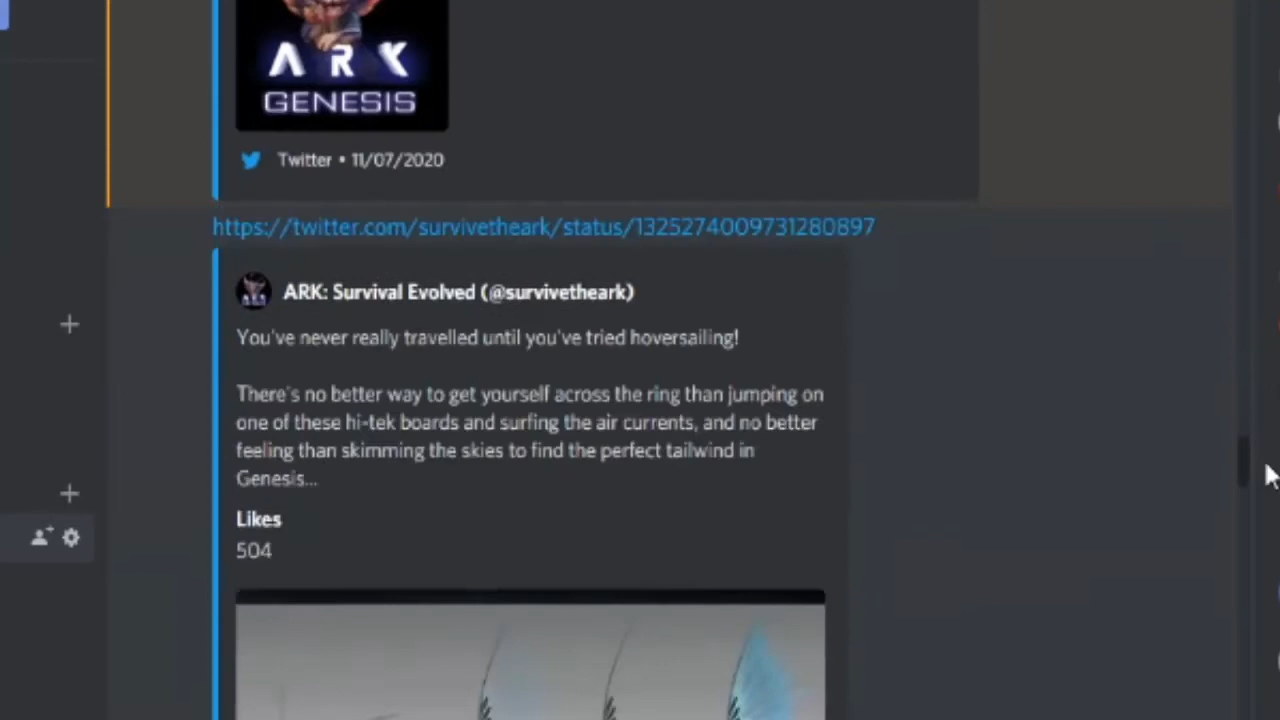 ARK
GENESIS
Twitter • 11/07/2020
https://twitter.com/survivetheark/status/1325274009731280897
ARK: Survival Evolved (@survivetheark)
You've never really travelled until you've tried hoversailing!
There's no better way to get yourself across the ring than jumping on
one of these hi-tek boards and surfing the air currents, and no better
feeling than skimming the skies to find the perfect tailwind in
Genesis...
Likes
504